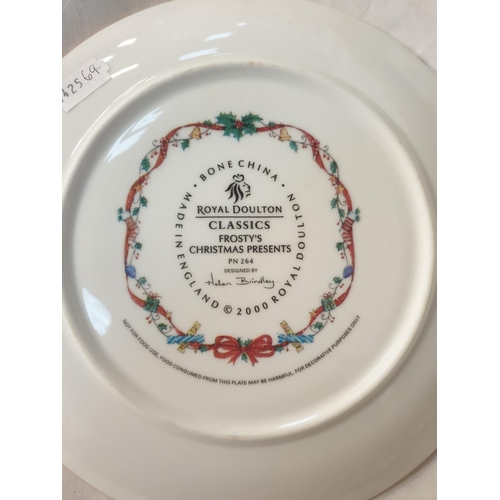 42569
BONE CHINA •
MADE IN ENGLAND © 2000 ROYAL DOULTON •
ROYAL DOULTON
CLASSICS
FROSTY'S
CHRISTMAS PRESENTS
PN 264
DESIGNED BY
Helen Brindley
NOT FOR FOOD USE. FOOD CONSUMED FROM THIS PLATE MAY BE HARMFUL. FOR DECORATIVE PURPOSES ONLY.